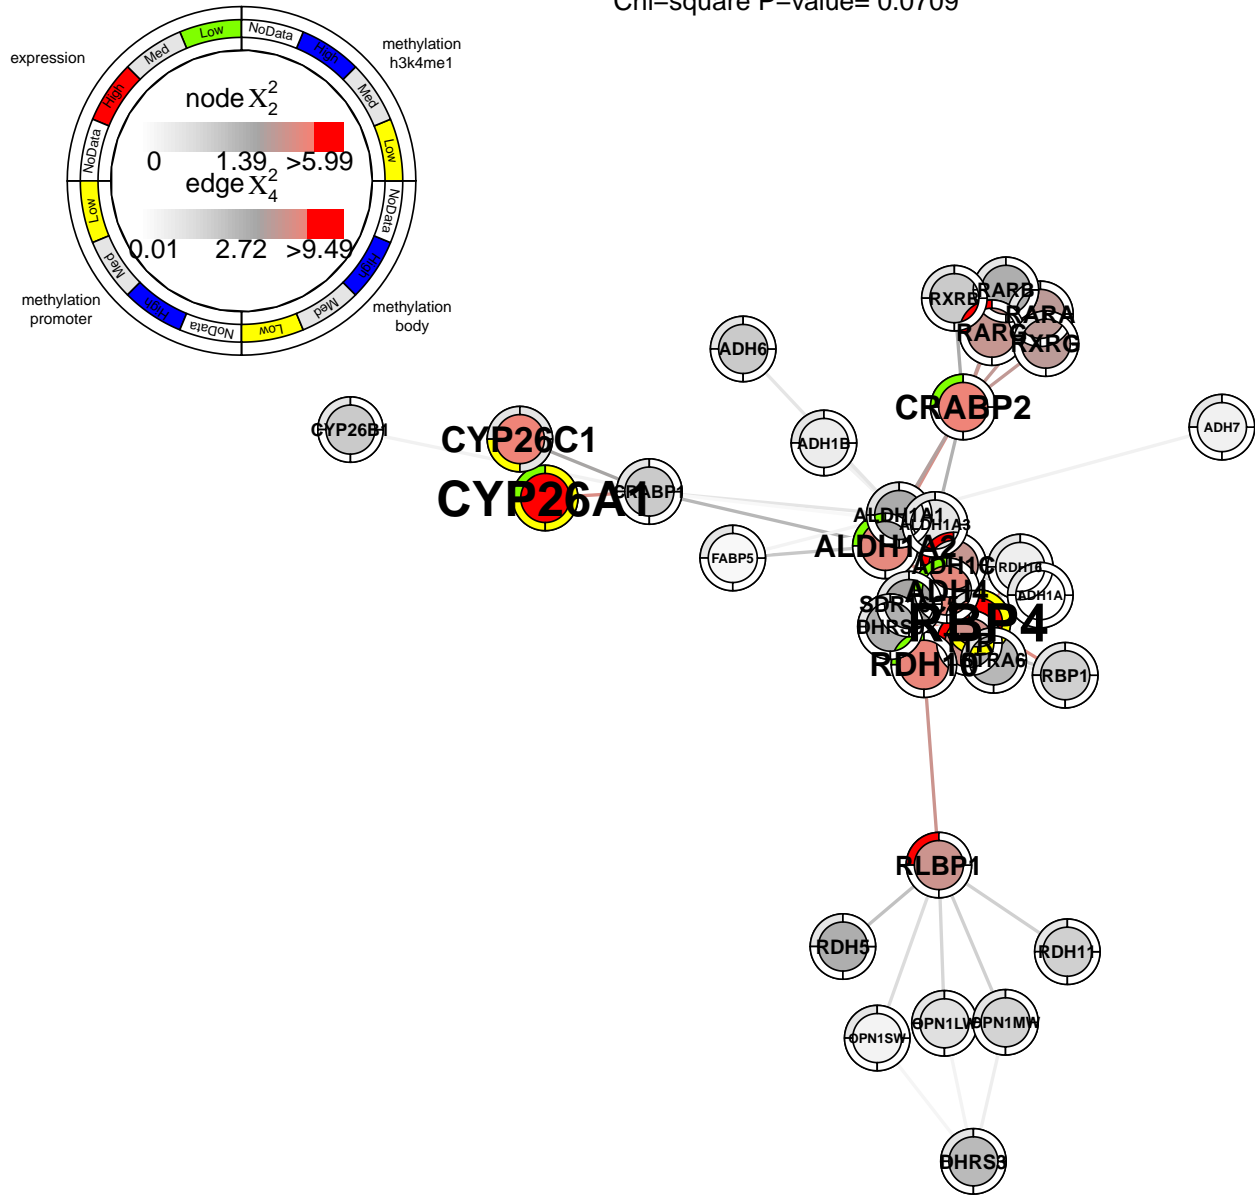 Chi−square P−value= 0.0709
expression
methylation
h3k4me1
methylation
promoter
methylation
body
NoData
High
Med
Low
NoData
High
Med
Low
NoData
High
Med
Low
NoData
High
Med
Low
node X²₂
0 1.39 >5.99
edge X²₄
0.01 2.72 >9.49
RXRB
RARB
RARA
RARG
RXRG
ADH6
CRABP2
CYP26B1
CYP26C1
ADH1B
ADH7
CYP26A1
CRABP1
ALDH1A1
ALDH1A3
ALDH1A2
FABP5
ADH1C
RDH16
ADH4
ADH1A
RBP4
RDH10
STRA6
RBP1
RLBP1
RDH5
RDH11
OPN1SW
OPN1LW
OPN1MW
DHRS3